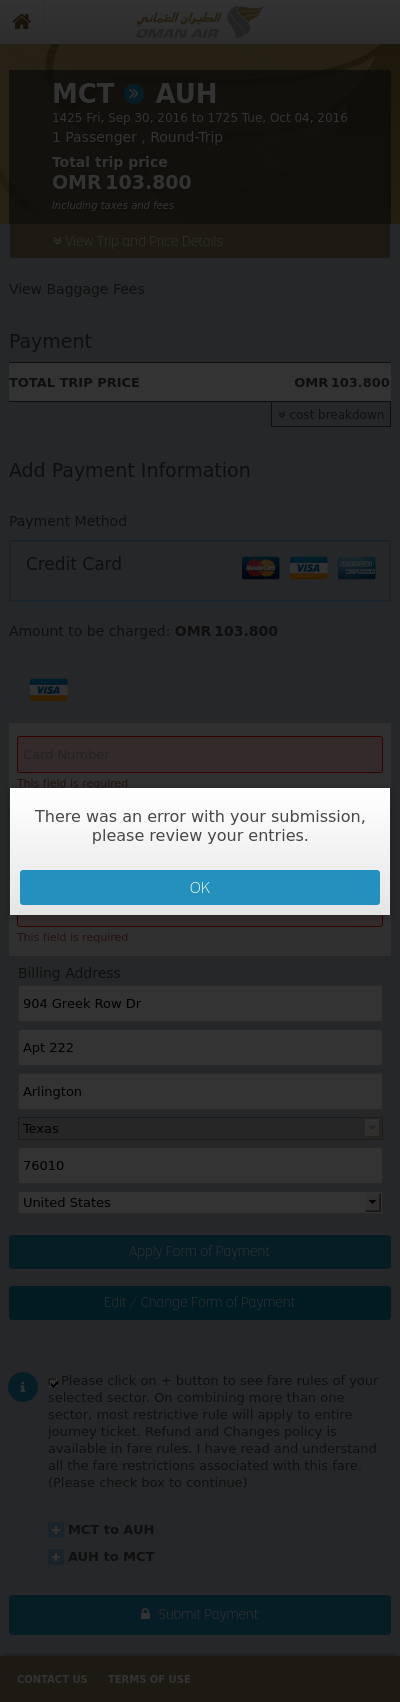 الطيران العُماني
OMAN AIR
MCT AUH
1425 Fri, Sep 30, 2016 to 1725 Tue, Oct 04, 2016
1 Passenger , Round-Trip
Total trip price
OMR 103.800
Including taxes and fees
View Trip and Price Details
View Baggage Fees
Payment
TOTAL TRIP PRICE OMR 103.800
cost breakdown
Add Payment Information
Payment Method
Credit Card MasterCard VISA AMERICAN EXPRESS
Amount to be charged: OMR 103.800
VISA
Card Number
This field is required
There was an error with your submission,
please review your entries.
OK
This field is required
Billing Address
904 Greek Row Dr
Apt 222
Arlington
Texas
76010
United States
Apply Form of Payment
Edit / Change Form of Payment
Please click on + button to see fare rules of your
selected sector. On combining more than one
sector, most restrictive rule will apply to entire
journey ticket. Refund and Changes policy is
available in fare rules. I have read and understand
all the fare restrictions associated with this fare.
(Please check box to continue)
MCT to AUH
AUH to MCT
Submit Payment
CONTACT US TERMS OF USE